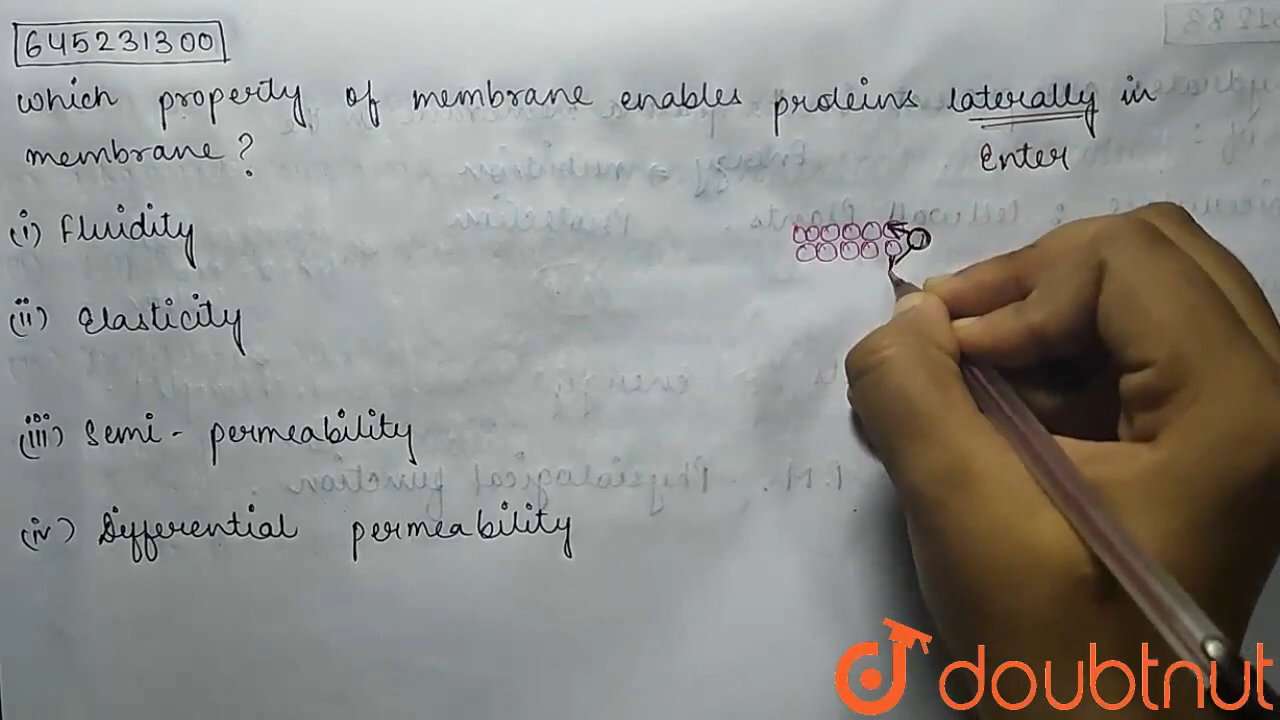 645231300
which property of membrane enables proteins laterally in
membrane?
Enter
(i) Fluidity
(ii) Elasticity
(iii) Semi - permeability
(iv) Differential permeability
doubtnut